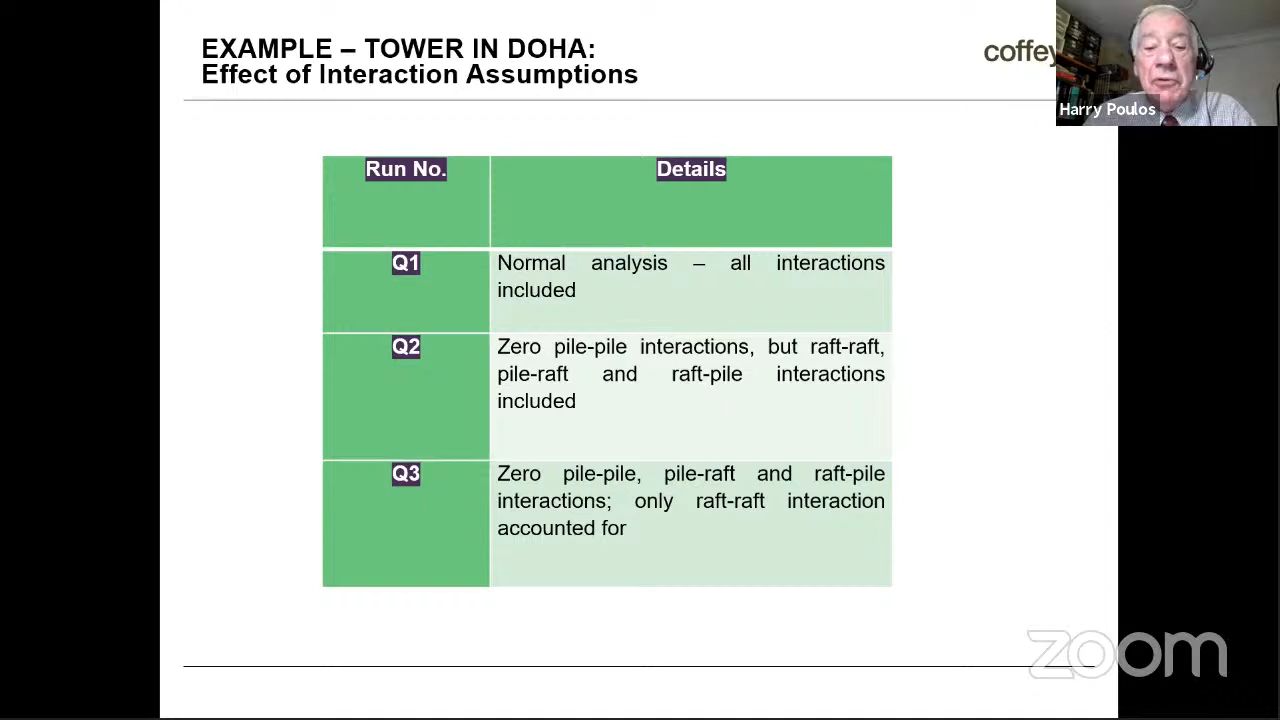 EXAMPLE – TOWER IN DOHA:
Effect of Interaction Assumptions
coffey
Harry Poulos
Run No.
Details
Q1
Normal analysis – all interactions
included
Q2
Zero pile-pile interactions, but raft-raft,
pile-raft and raft-pile interactions
included
Q3
Zero pile-pile, pile-raft and raft-pile
interactions; only raft-raft interaction
accounted for
zoom